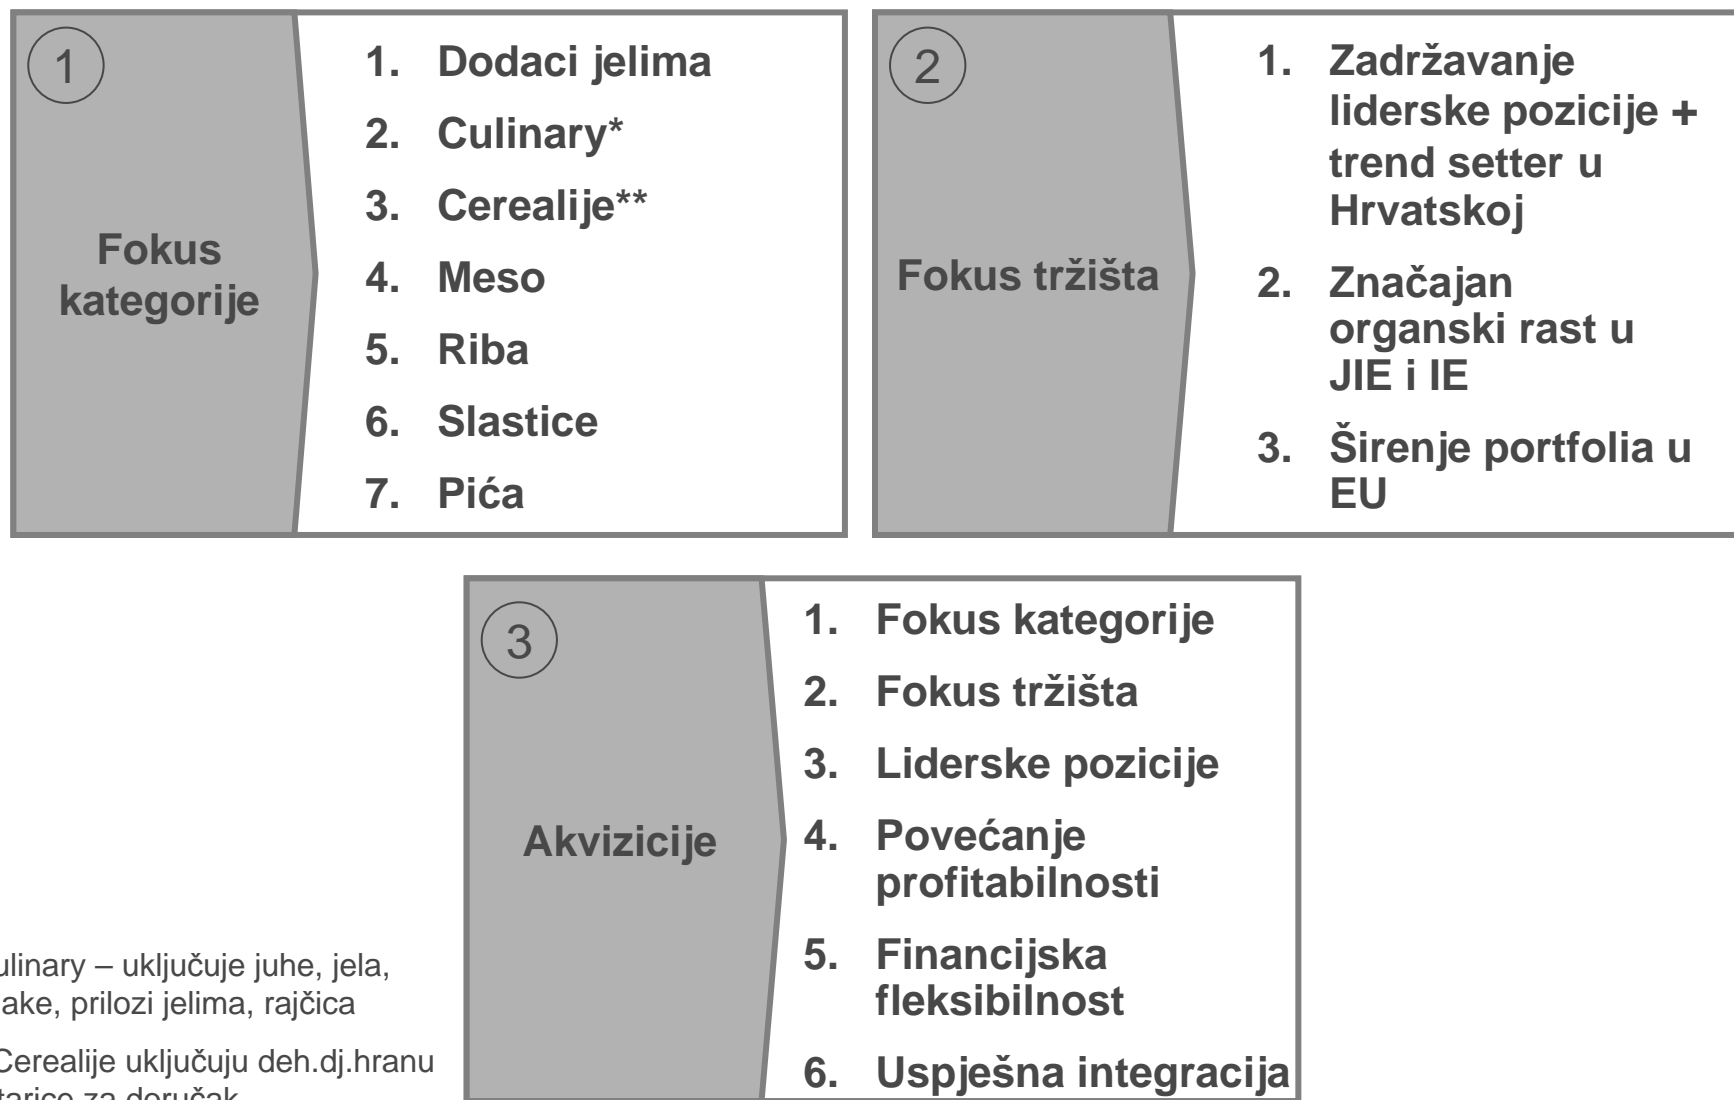 1
Fokus
kategorije
1. Dodaci jelima
2. Culinary*
3. Cerealije**
4. Meso
5. Riba
6. Slastice
7. Pića
2
Fokus tržišta
1. Zadržavanje
liderske pozicije +
trend setter u
Hrvatskoj
2. Značajan
organski rast u
JIE i IE
3. Širenje portfolia u
EU
3
Akvizicije
1. Fokus kategorije
2. Fokus tržišta
3. Liderske pozicije
4. Povećanje
profitabilnosti
5. Financijska
fleksibilnost
6. Uspješna integracija
ulinary – uključuje juhe, jela,
ake, prilozi jelima, rajčica
Cerealije uključuju deh.dj.hranu
tarice za doručak